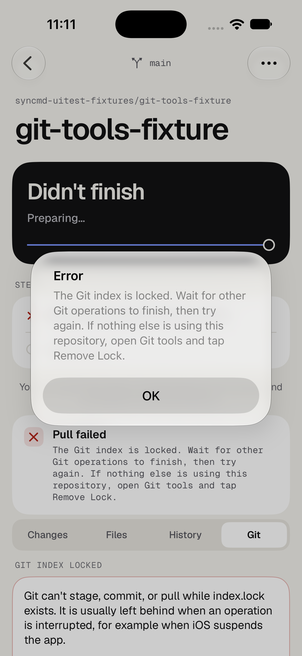 11:11
main
syncmd-uitest-fixtures/git-tools-fixture
git-tools-fixture
Didn't finish
Preparing...
STE
Error
The Git index is locked. Wait for other
Git operations to finish, then try
again. If nothing else is using this
repository, open Git tools and tap
Remove Lock.
OK
Yo
nd
Pull failed
The Git index is locked. Wait for other
Git operations to finish, then try
again. If nothing else is using this
repository, open Git tools and tap
Remove Lock.
Changes Files History Git
GIT INDEX LOCKED
Git can't stage, commit, or pull while index.lock
exists. It is usually left behind when an operation
is interrupted, for example when iOS suspends
the app.